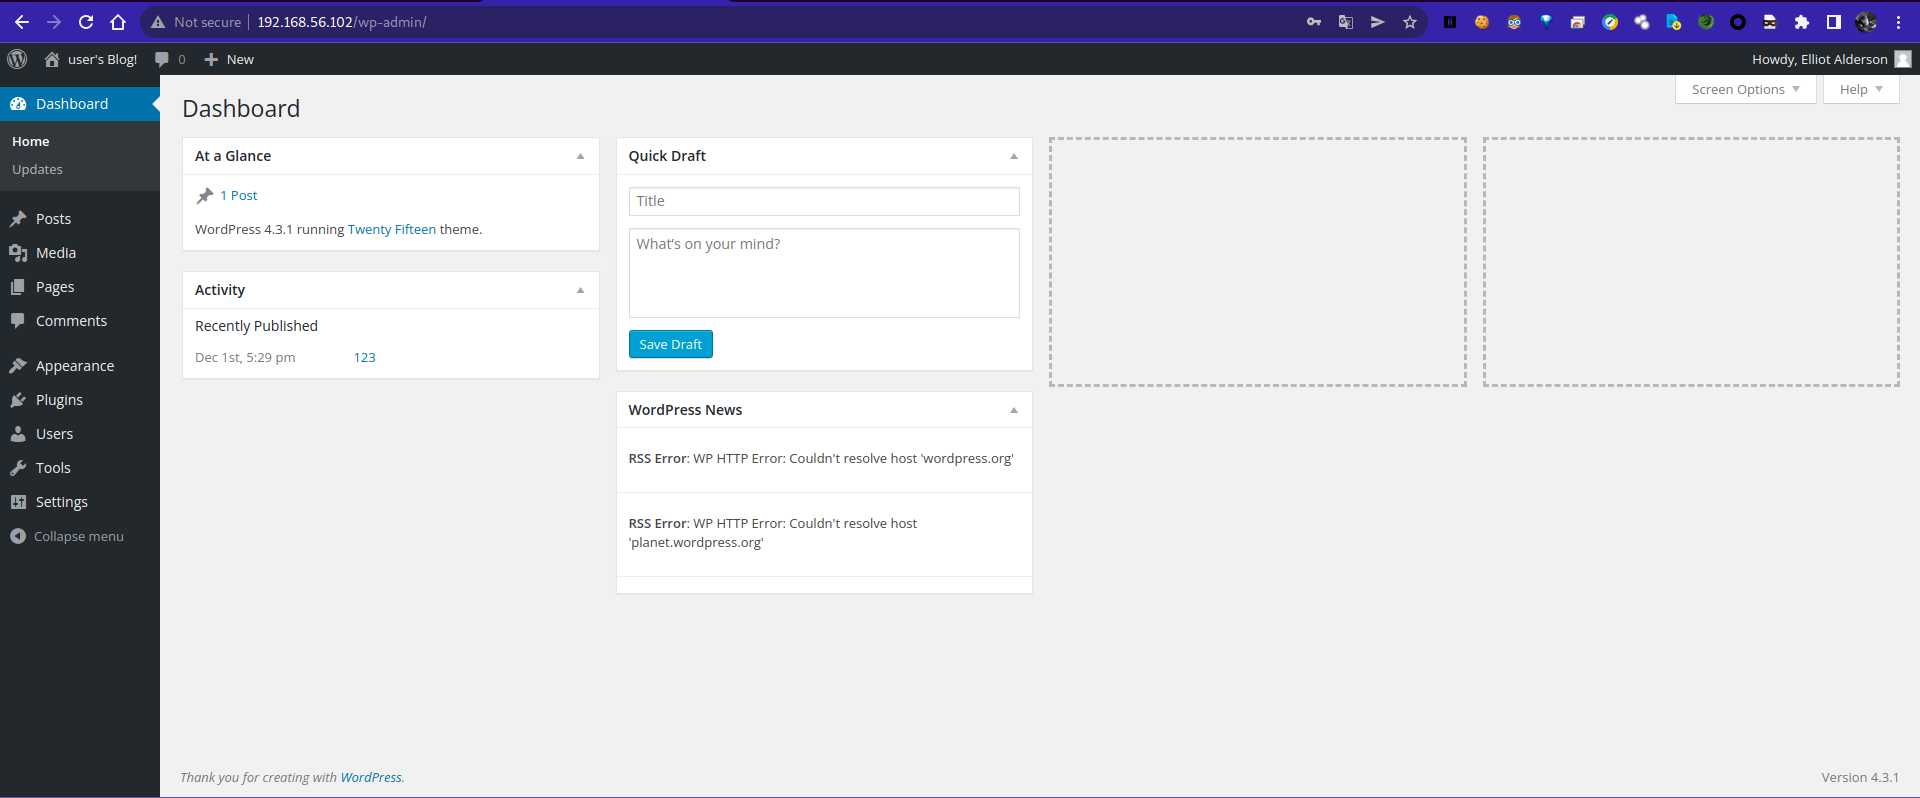 Not secure
192.168.56.102/wp-admin/
user's Blog!
0
New
Howdy, Elliot Alderson
Dashboard
Home
Updates
Posts
Media
Pages
Comments
Appearance
Plugins
Users
Tools
Settings
Collapse menu
Screen Options
Help
Dashboard
At a Glance
1 Post
WordPress 4.3.1 running Twenty Fifteen theme.
Activity
Recently Published
Dec 1st, 5:29 pm 123
Quick Draft
Title
What's on your mind?
Save Draft
WordPress News
RSS Error: WP HTTP Error: Couldn't resolve host 'wordpress.org'
RSS Error: WP HTTP Error: Couldn't resolve host
'planet.wordpress.org'
Thank you for creating with WordPress.
Version 4.3.1